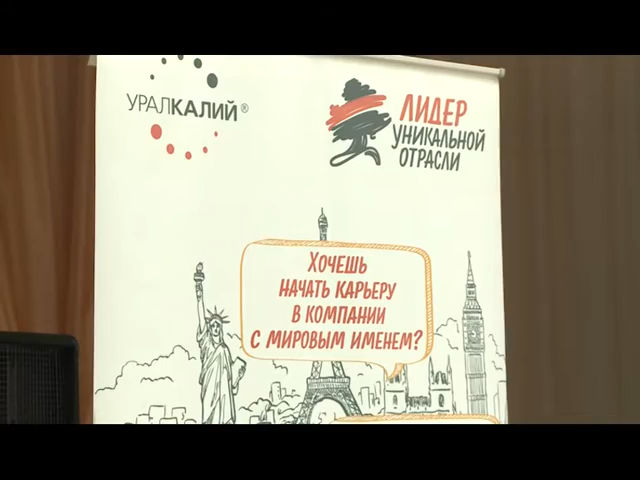 УРАЛКАЛИЙ®
ЛИДЕР
УНИКАЛЬНОЙ
ОТРАСЛИ
ХОЧЕШЬ
НАЧАТЬ КАРЬЕРУ
В КОМПАНИИ
С МИРОВЫМ ИМЕНЕМ?